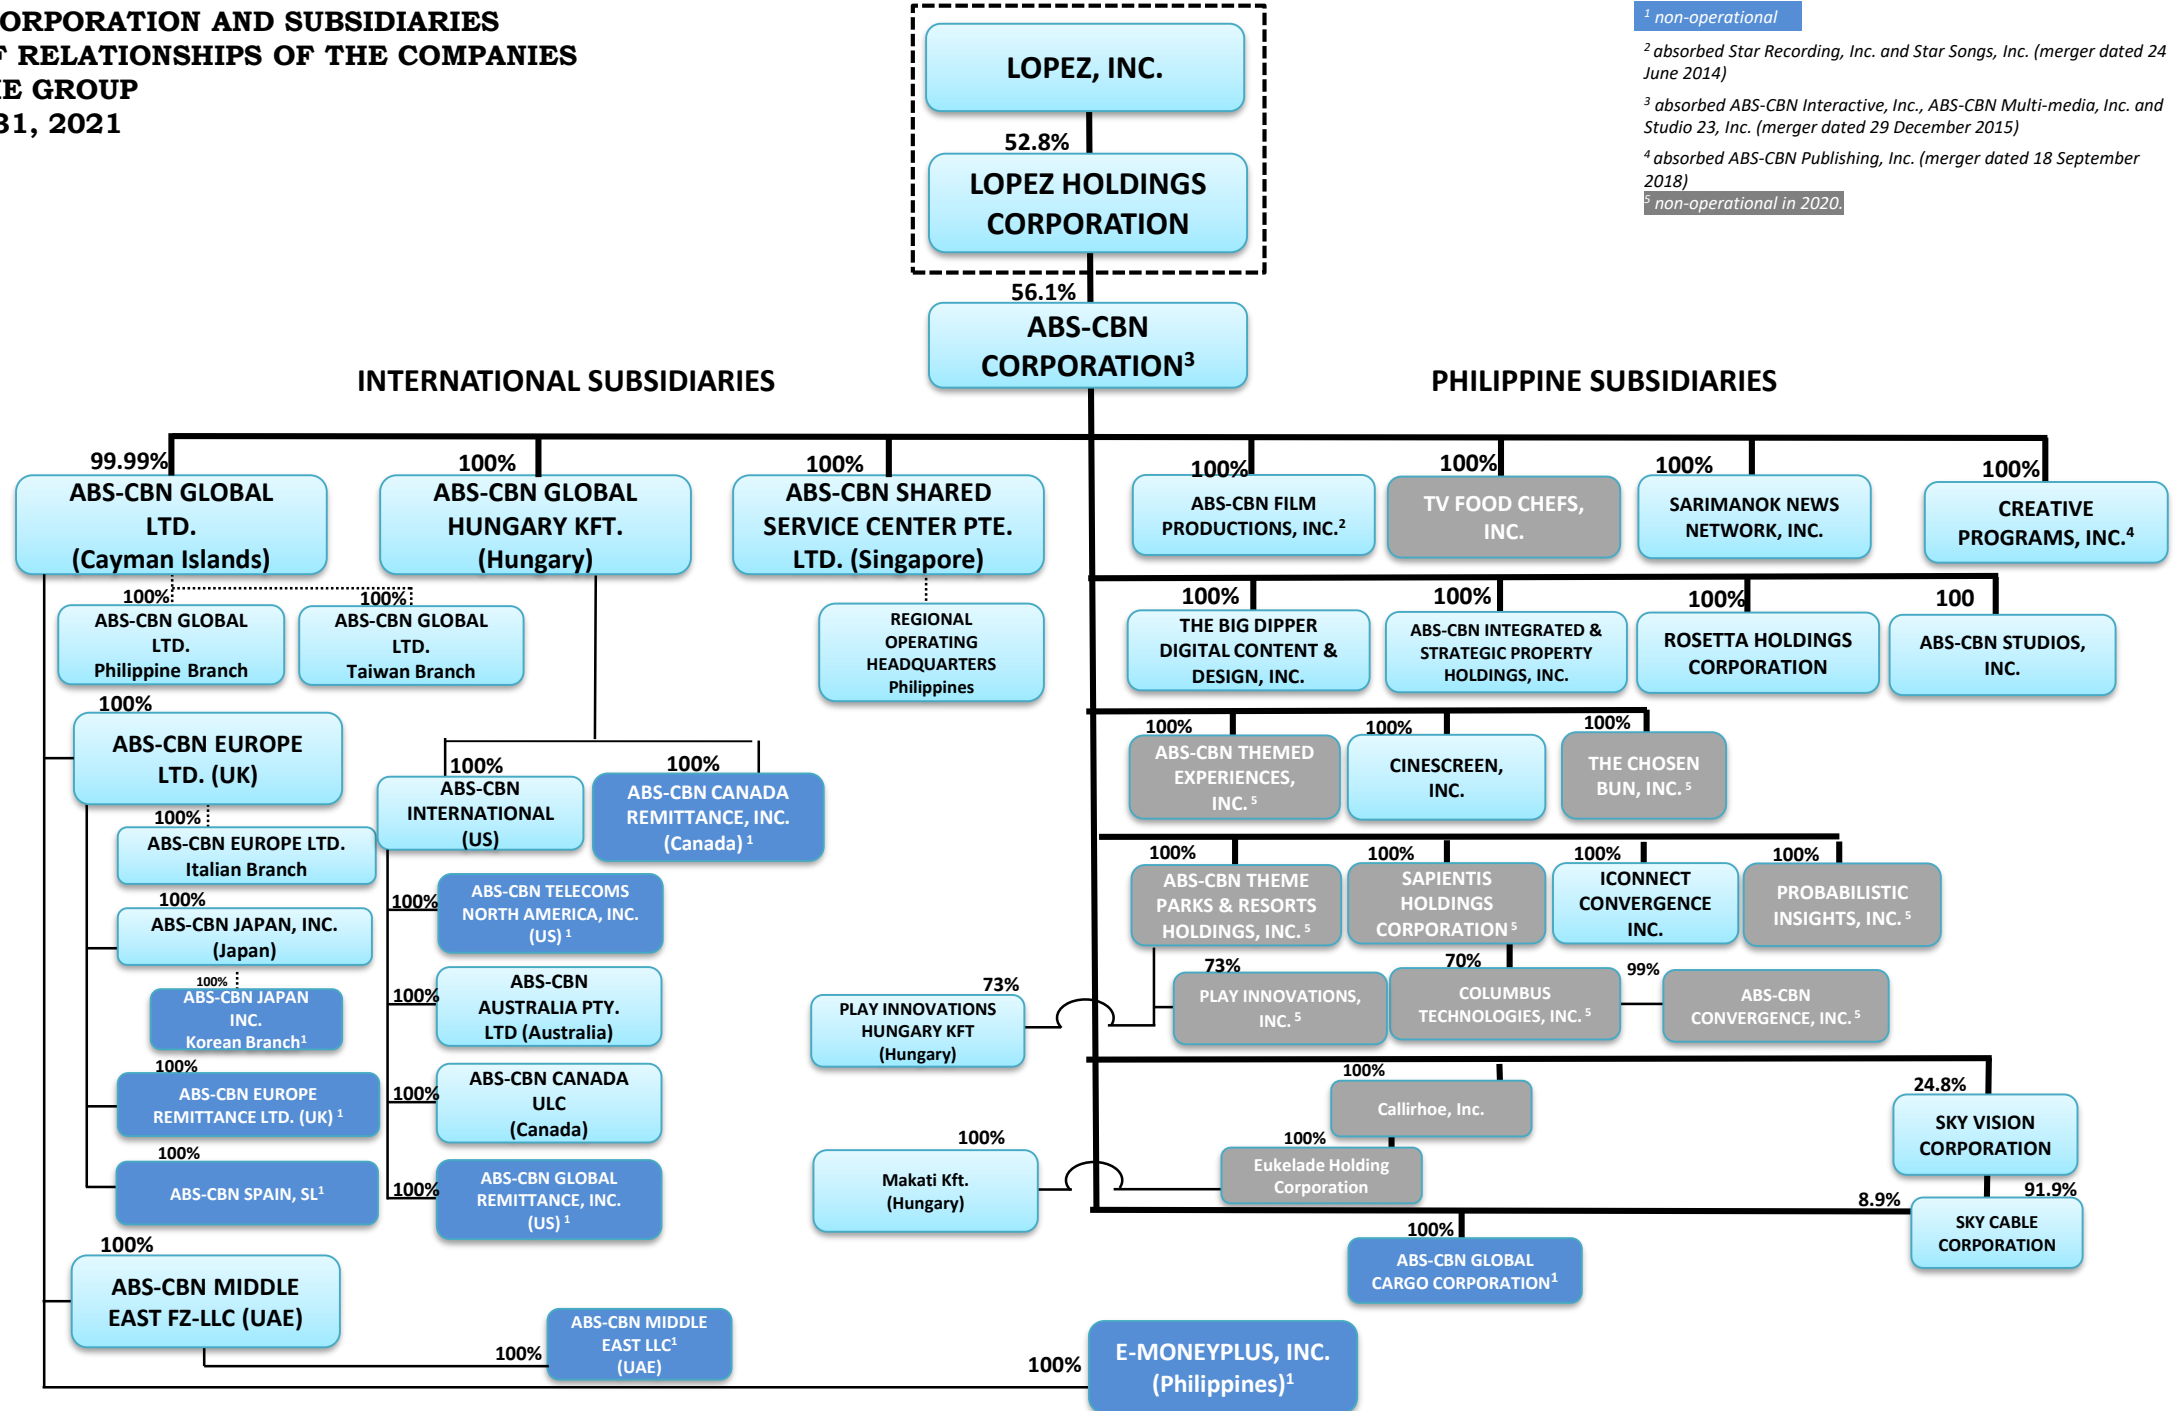 ORPORATION AND SUBSIDIARIES
F RELATIONSHIPS OF THE COMPANIES
E GROUP
31, 2021
1 non-operational
2 absorbed Star Recording, Inc. and Star Songs, Inc. (merger dated 24
June 2014)
3 absorbed ABS-CBN Interactive, Inc., ABS-CBN Multi-media, Inc. and
Studio 23, Inc. (merger dated 29 December 2015)
4 absorbed ABS-CBN Publishing, Inc. (merger dated 18 September
2018)
5 non-operational in 2020.
LOPEZ, INC.
52.8%
LOPEZ HOLDINGS
CORPORATION
56.1%
ABS-CBN
CORPORATION3
INTERNATIONAL SUBSIDIARIES
PHILIPPINE SUBSIDIARIES
99.99%
ABS-CBN GLOBAL
LTD.
(Cayman Islands)
100%
ABS-CBN GLOBAL
HUNGARY KFT.
(Hungary)
100%
ABS-CBN SHARED
SERVICE CENTER PTE.
LTD. (Singapore)
100%
ABS-CBN FILM
PRODUCTIONS, INC.2
100%
TV FOOD CHEFS,
INC.
100%
SARIMANOK NEWS
NETWORK, INC.
100%
CREATIVE
PROGRAMS, INC.4
100%
ABS-CBN GLOBAL
LTD.
Philippine Branch
100%
ABS-CBN GLOBAL
LTD.
Taiwan Branch
REGIONAL
OPERATING
HEADQUARTERS
Philippines
100%
THE BIG DIPPER
DIGITAL CONTENT &
DESIGN, INC.
100%
ABS-CBN INTEGRATED &
STRATEGIC PROPERTY
HOLDINGS, INC.
100%
ROSETTA HOLDINGS
CORPORATION
100
ABS-CBN STUDIOS,
INC.
100%
ABS-CBN EUROPE
LTD. (UK)
100%
ABS-CBN
INTERNATIONAL
(US)
100%
ABS-CBN CANADA
REMITTANCE, INC.
(Canada) 1
100%
ABS-CBN THEMED
EXPERIENCES,
INC. 5
100%
CINESCREEN,
INC.
100%
THE CHOSEN
BUN, INC. 5
100%
ABS-CBN EUROPE LTD.
Italian Branch
100%
ABS-CBN JAPAN, INC.
(Japan)
100%
ABS-CBN JAPAN
INC.
Korean Branch1
100%
ABS-CBN EUROPE
REMITTANCE LTD. (UK) 1
100%
ABS-CBN SPAIN, SL1
100%
ABS-CBN TELECOMS
NORTH AMERICA, INC.
(US) 1
100%
ABS-CBN
AUSTRALIA PTY.
LTD (Australia)
100%
ABS-CBN CANADA
ULC
(Canada)
100%
ABS-CBN GLOBAL
REMITTANCE, INC.
(US) 1
100%
ABS-CBN THEME
PARKS & RESORTS
HOLDINGS, INC. 5
100%
SAPIENTIS
HOLDINGS
CORPORATION 5
100%
ICONNECT
CONVERGENCE
INC.
100%
PROBABILISTIC
INSIGHTS, INC. 5
73%
PLAY INNOVATIONS
HUNGARY KFT
(Hungary)
73%
PLAY INNOVATIONS,
INC. 5
70%
COLUMBUS
TECHNOLOGIES, INC. 5
99%
ABS-CBN
CONVERGENCE, INC. 5
100%
Callirhoe, Inc.
24.8%
SKY VISION
CORPORATION
100%
Makati Kft.
(Hungary)
100%
Eukelade Holding
Corporation
8.9%
91.9%
SKY CABLE
CORPORATION
100%
ABS-CBN GLOBAL
CARGO CORPORATION1
100%
ABS-CBN MIDDLE
EAST FZ-LLC (UAE)
100%
ABS-CBN MIDDLE
EAST LLC1
(UAE)
100%
E-MONEYPLUS, INC.
(Philippines)1